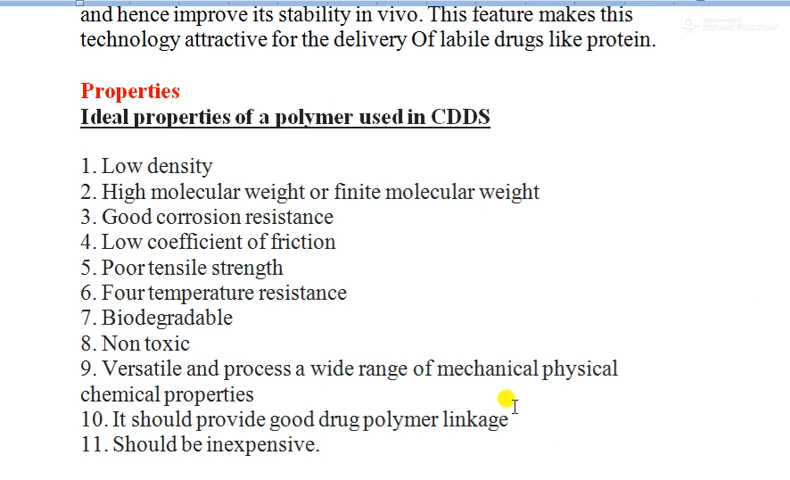 and hence improve its stability in vivo. This feature makes this
technology attractive for the delivery Of labile drugs like protein.
Properties
Ideal properties of a polymer used in CDDS
1. Low density
2. High molecular weight or finite molecular weight
3. Good corrosion resistance
4. Low coefficient of friction
5. Poor tensile strength
6. Four temperature resistance
7. Biodegradable
8. Non toxic
9. Versatile and process a wide range of mechanical physical
chemical properties
10. It should provide good drug polymer linkage
11. Should be inexpensive.